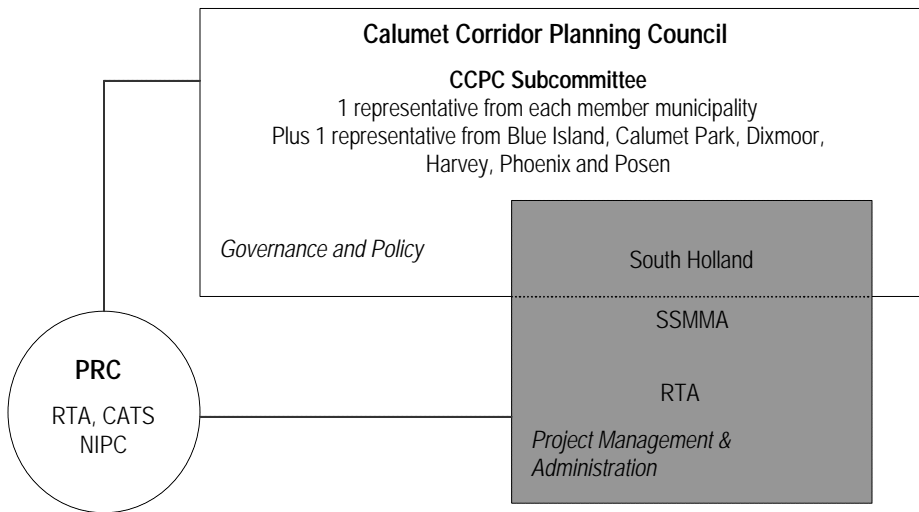 Calumet Corridor Planning Council
CCPC Subcommittee
1 representative from each member municipality
Plus 1 representative from Blue Island, Calumet Park, Dixmoor,
Harvey, Phoenix and Posen
Governance and Policy
South Holland
SSMMA
RTA
Project Management &
Administration
PRC
RTA, CATS
NIPC